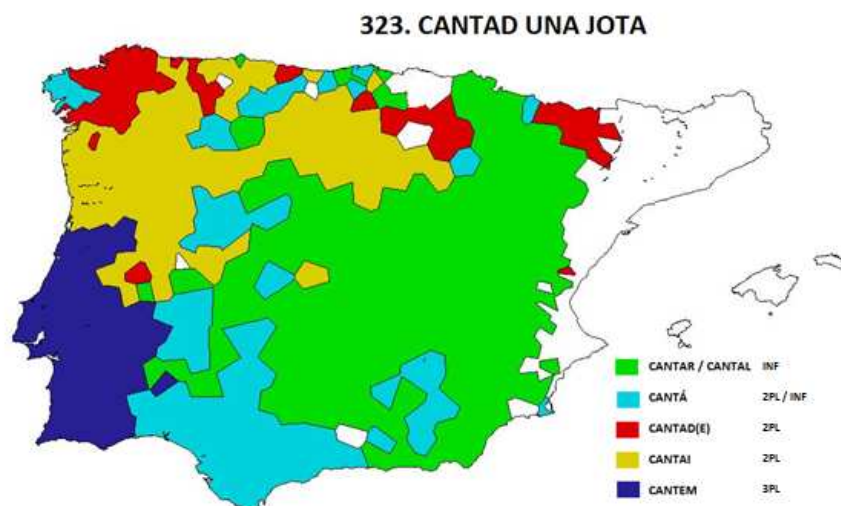 323. CANTAD UNA JOTA
CANTAR / CANTAL INF
CANTÁ 2PL / INF
CANTAD(E) 2PL
CANTAI 2PL
CANTEM 3PL